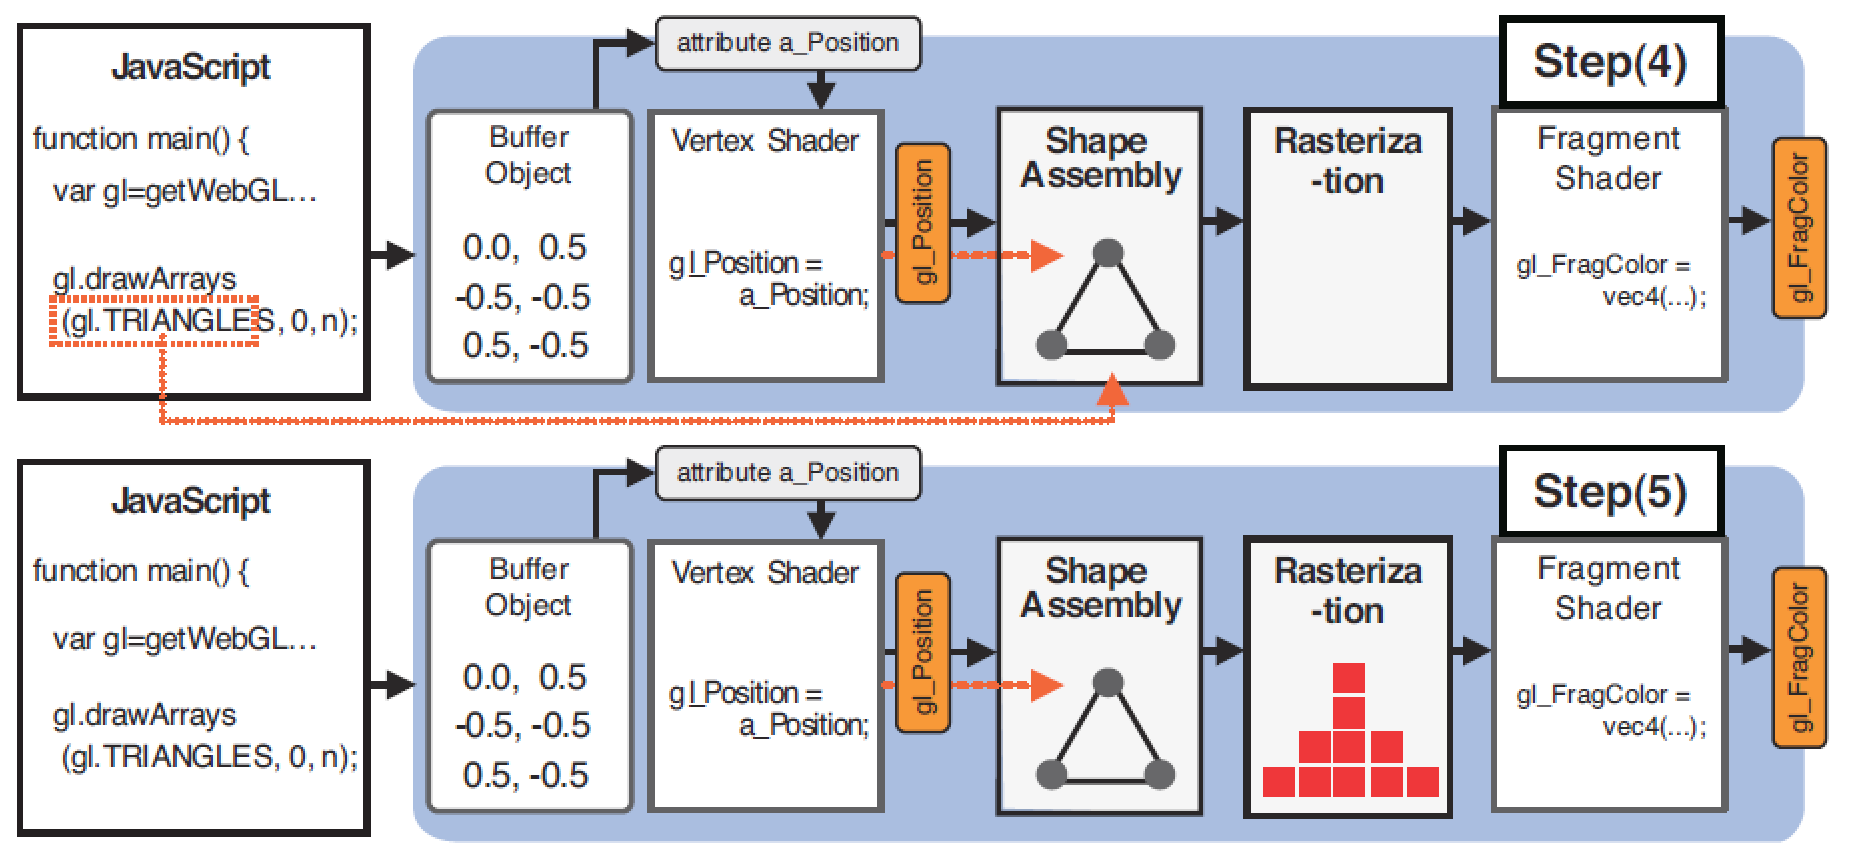 JavaScript
function main() {
var gl=getWebGL...
gl.drawArrays
(gl.TRIANGLES, 0, n);
Buffer
Object
0.0, 0.5
-0.5, -0.5
0.5, -0.5
attribute a_Position
Vertex Shader
gl_Position =
a_Position;
gl_Position
Shape
Assembly
Rasteriza
-tion
Step(4)
Fragment
Shader
gl_FragColor =
vec4(...);
gl_FragColor
JavaScript
function main() {
var gl=getWebGL...
gl.drawArrays
(gl.TRIANGLES, 0, n);
Buffer
Object
0.0, 0.5
-0.5, -0.5
0.5, -0.5
attribute a_Position
Vertex Shader
gl_Position =
a_Position;
gl_Position
Shape
Assembly
Rasteriza
-tion
Step(5)
Fragment
Shader
gl_FragColor =
vec4(...);
gl_FragColor